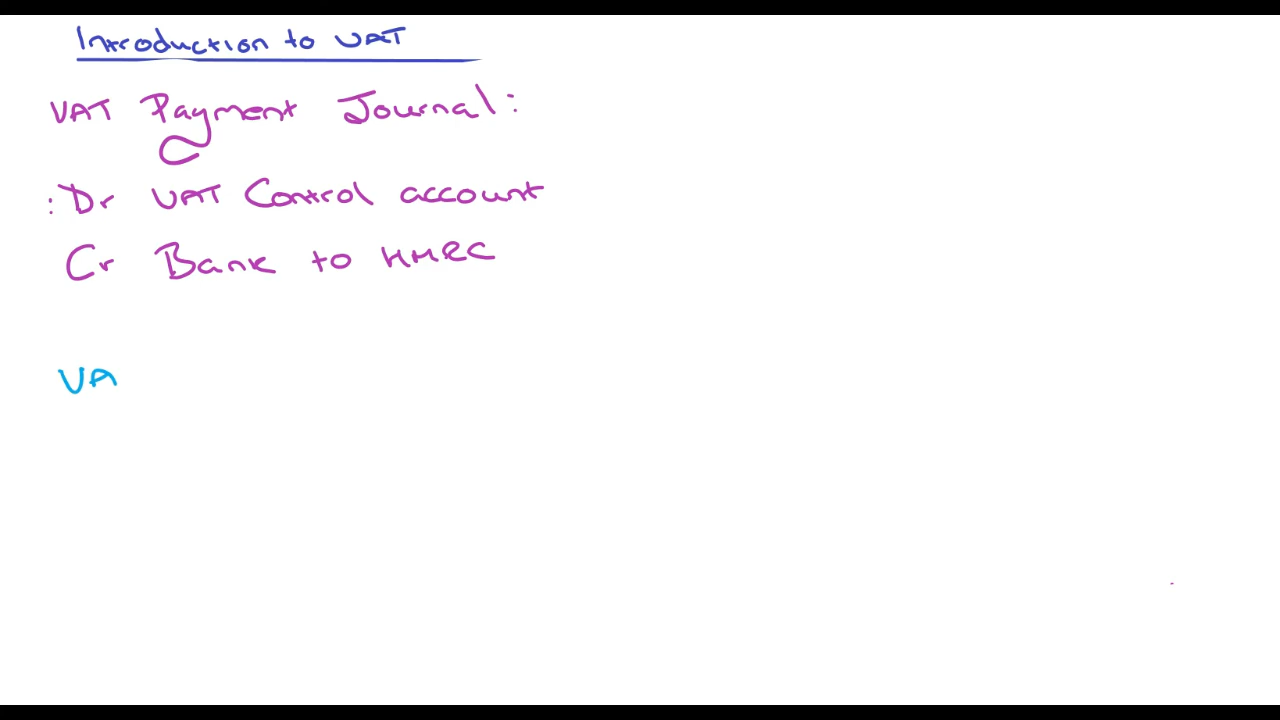 Introduction to VAT
VAT Payment Journal:
: Dr VAT Control account
Cr Bank to HMRC
VA